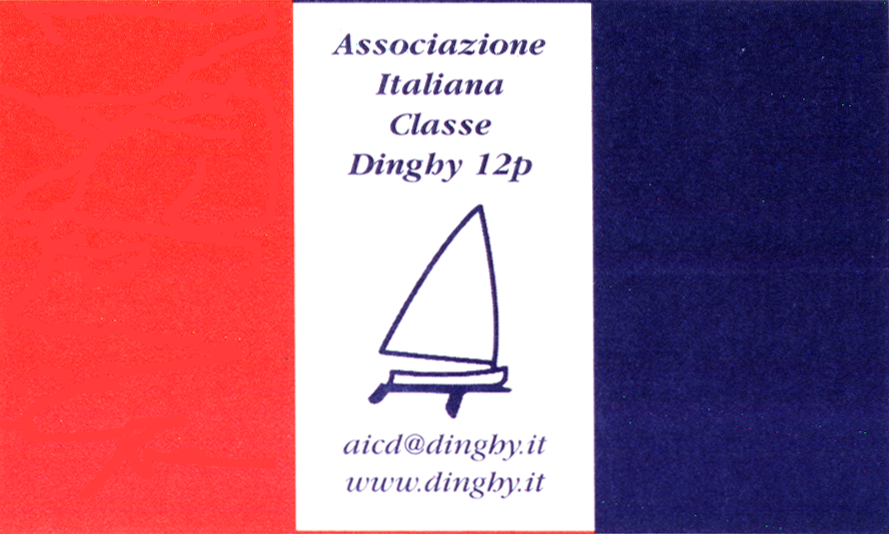 Associazione
Italiana
Classe
Dinghy 12p
aicd@dinghy.it
www.dinghy.it